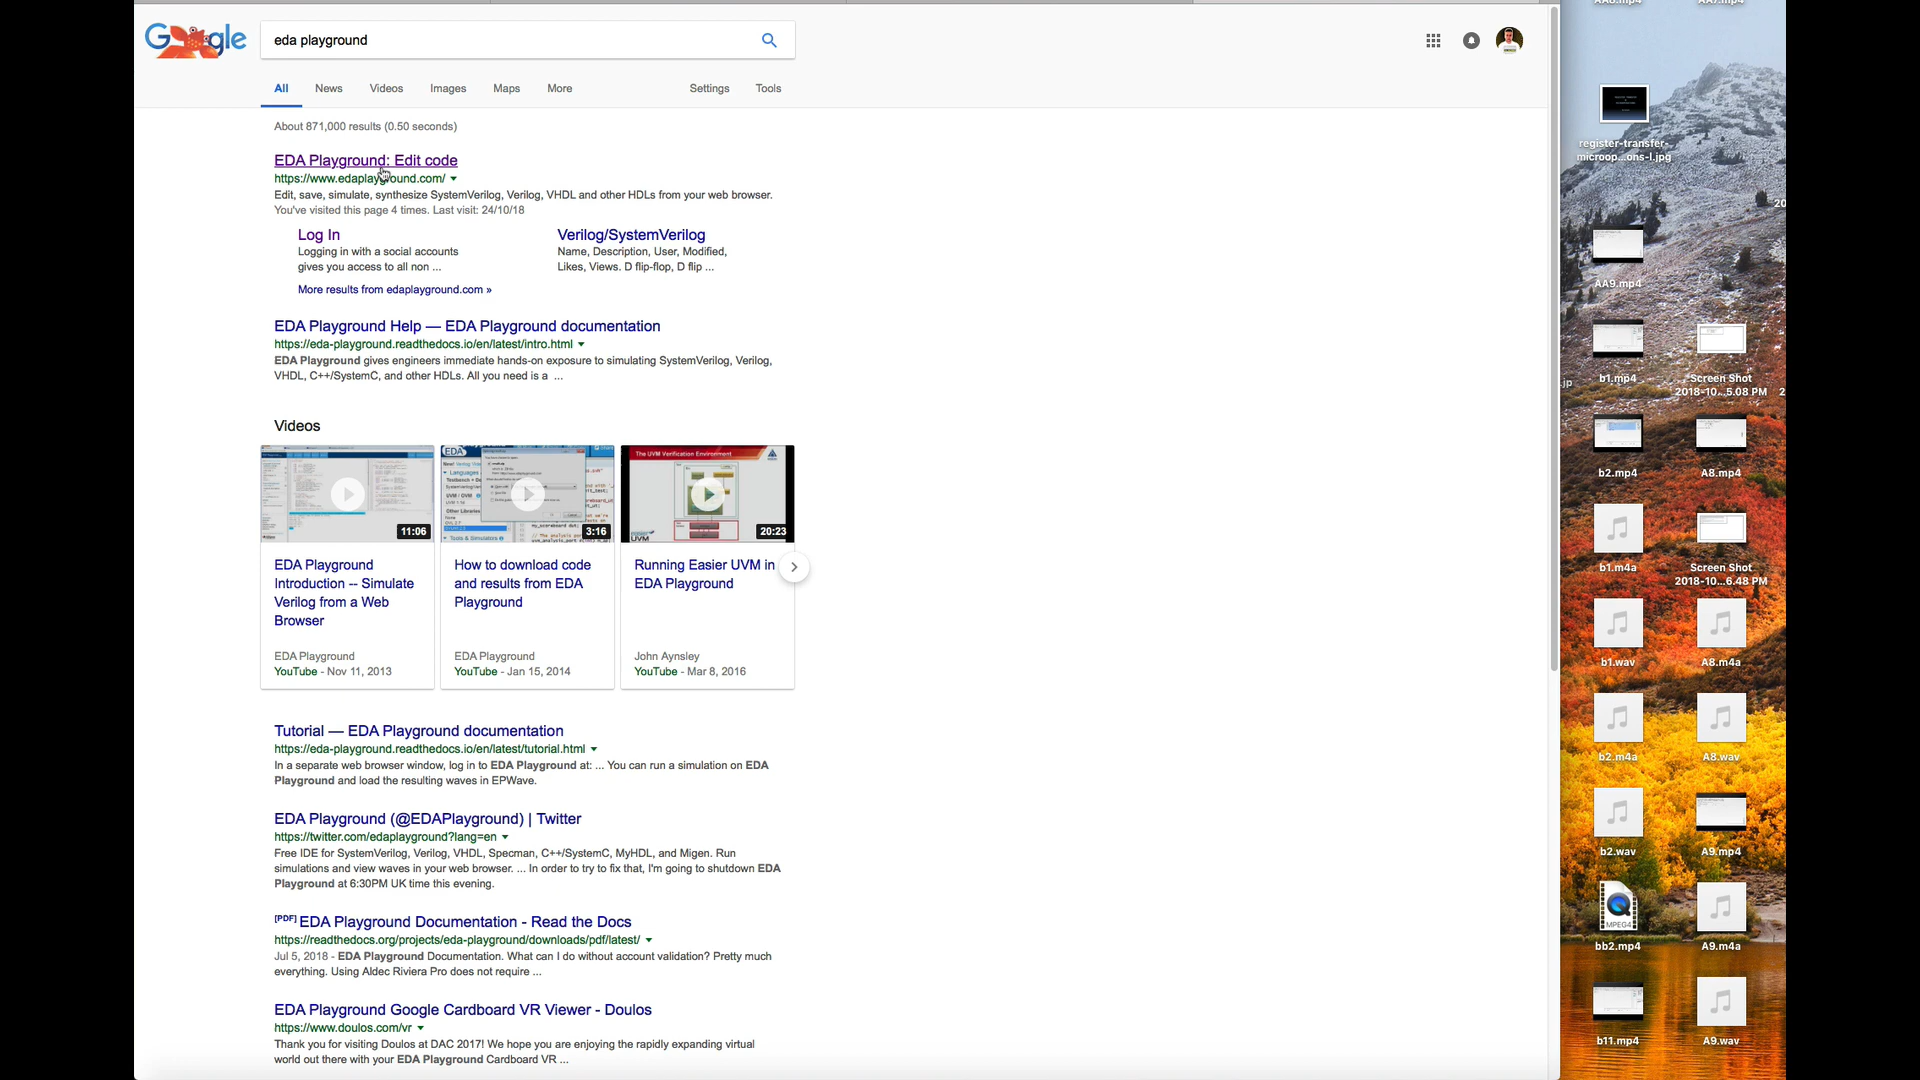 Google
eda playground
All
News
Videos
Images
Maps
More
Settings
Tools
About 871,000 results (0.50 seconds)
EDA Playground: Edit code
https://www.edaplayground.com/
Edit, save, simulate, synthesize SystemVerilog, Verilog, VHDL and other HDLs from your web browser.
You've visited this page 4 times. Last visit: 24/10/18
Log In
Logging in with a social accounts
gives you access to all non ...
Verilog/SystemVerilog
Name, Description, User, Modified,
Likes, Views. D flip-flop, D flip ...
More results from edaplayground.com »
EDA Playground Help — EDA Playground documentation
https://eda-playground.readthedocs.io/en/latest/intro.html
EDA Playground gives engineers immediate hands-on exposure to simulating SystemVerilog, Verilog,
VHDL, C++/SystemC, and other HDLs. All you need is a ...
Videos
The UVM Verification Environment
11:06
3:16
20:23
EDA Playground
Introduction -- Simulate
Verilog from a Web
Browser
EDA Playground
YouTube - Nov 11, 2013
How to download code
and results from EDA
Playground
EDA Playground
YouTube - Jan 15, 2014
Running Easier UVM in
EDA Playground
John Aynsley
YouTube - Mar 8, 2016
Tutorial — EDA Playground documentation
https://eda-playground.readthedocs.io/en/latest/tutorial.html
In a separate web browser window, log in to EDA Playground at: ... You can run a simulation on EDA
Playground and load the resulting waves in EPWave.
EDA Playground (@EDAPlayground) | Twitter
https://twitter.com/edaplayground?lang=en
Free IDE for SystemVerilog, Verilog, VHDL, Specman, C++/SystemC, MyHDL, and Migen. Run
simulations and view waves in your web browser. ... In order to try to fix that, I'm going to shutdown EDA
Playground at 6:30PM UK time this evening.
[PDF] EDA Playground Documentation - Read the Docs
https://readthedocs.org/projects/eda-playground/downloads/pdf/latest/
Jul 5, 2018 - EDA Playground Documentation. What can I do without account validation? Pretty much
everything. Using Aldec Riviera Pro does not require ...
EDA Playground Google Cardboard VR Viewer - Doulos
https://www.doulos.com/vr
Thank you for visiting Doulos at DAC 2017! We hope you are enjoying the rapidly expanding virtual
world out there with your EDA Playground Cardboard VR ...
register-transfer-
microop...ons-l.jpg
AA9.mp4
b1.mp4
Screen Shot
2018-10...5.08 PM
b2.mp4
A8.mp4
b1.m4a
Screen Shot
2018-10...6.48 PM
b1.wav
A8.m4a
b2.m4a
A8.wav
b2.wav
A9.mp4
MPEG4
bb2.mp4
A9.m4a
b11.mp4
A9.wav